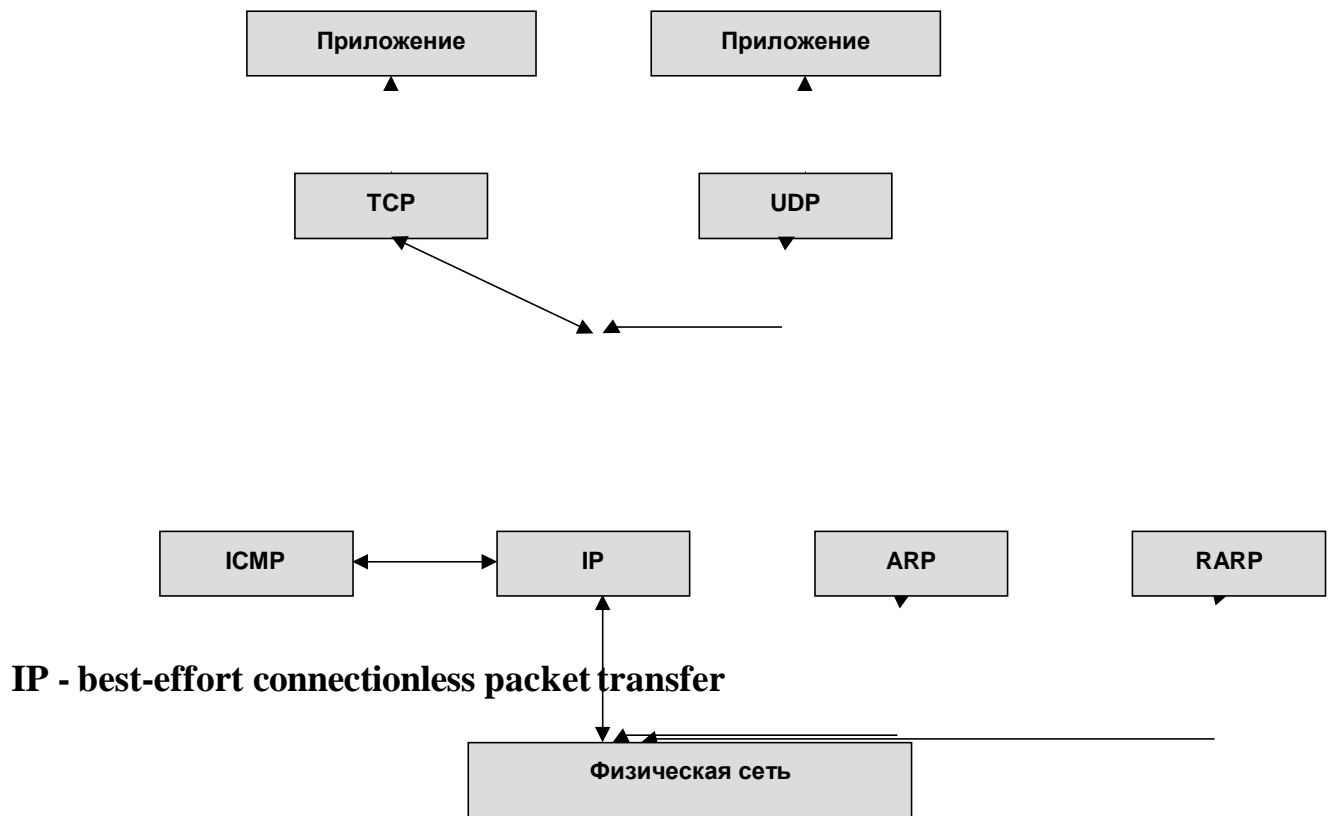 Приложение
Приложение
TCP
UDP
ICMP
IP
ARP
RARP
IP - best-effort connectionless packet transfer
Физическая сеть